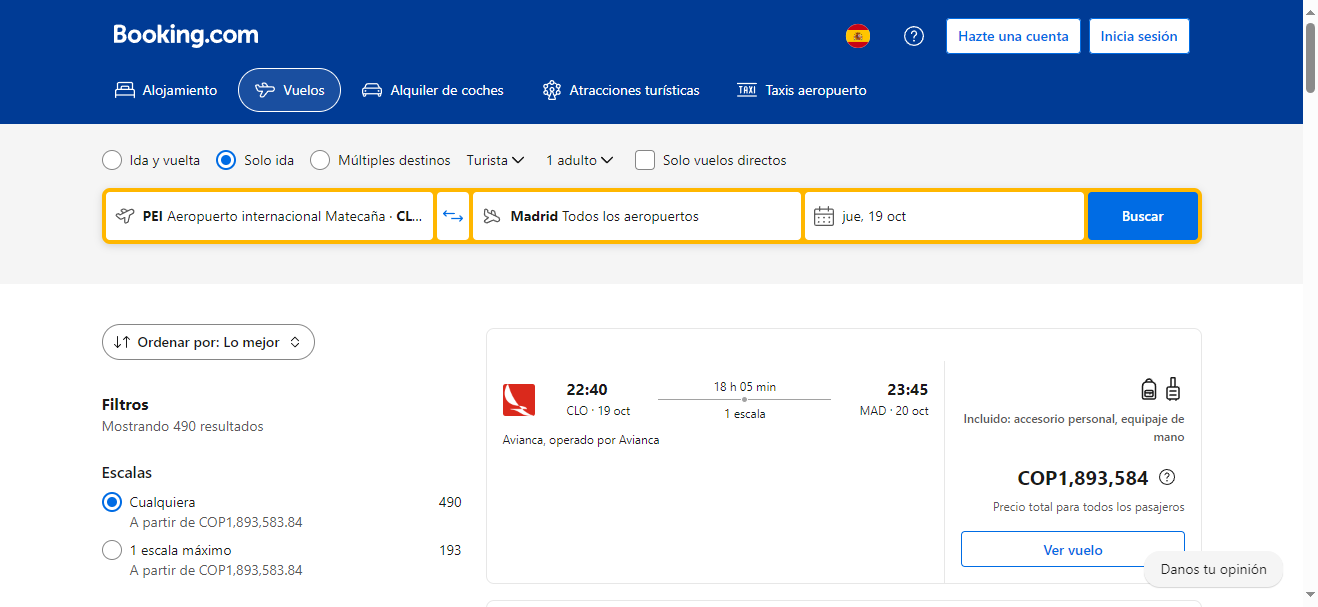 Booking.com
Hazte una cuenta
Inicia sesión
Alojamiento
Vuelos
Alquiler de coches
Atracciones turísticas
TAXI
Taxis aeropuerto
Ida y vuelta
Solo ida
Múltiples destinos
Turista
1 adulto
Solo vuelos directos
PEI Aeropuerto internacional Matecaña · CL...
Madrid Todos los aeropuertos
jue, 19 oct
Buscar
Ordenar por: Lo mejor
Filtros
Mostrando 490 resultados
Escalas
Cualquiera 490
A partir de COP1,893,583.84
1 escala máximo 193
A partir de COP1,893,583.84
22:40
CLO · 19 oct
18 h 05 min
1 escala
23:45
MAD · 20 oct
Avianca, operado por Avianca
Incluido: accesorio personal, equipaje de
mano
COP1,893,584
Precio total para todos los pasajeros
Ver vuelo
Danos tu opinión